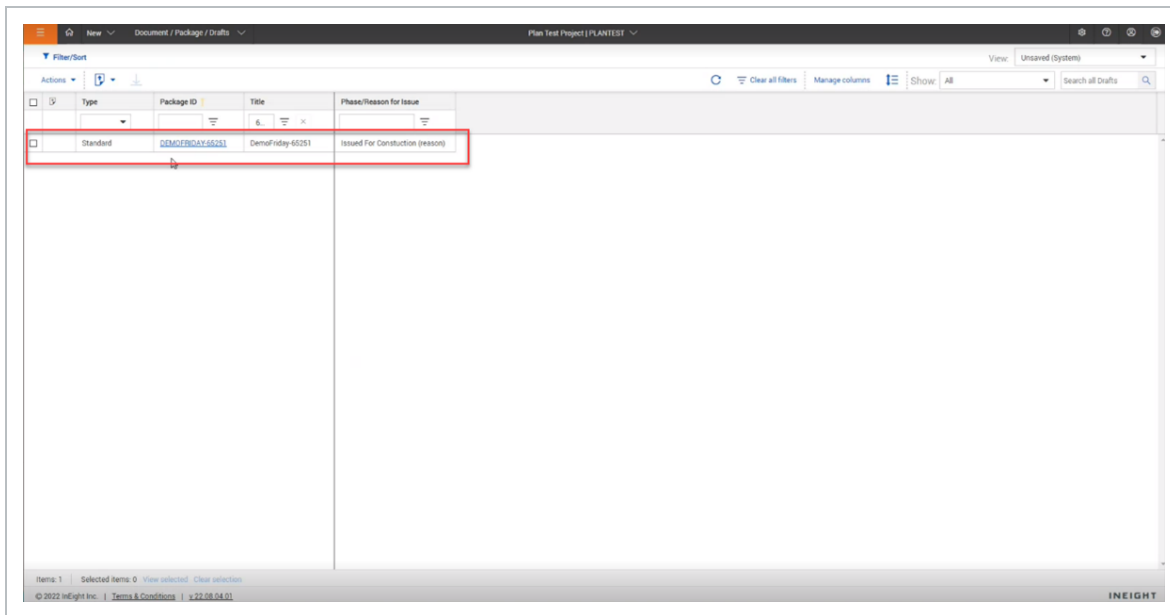 New Document / Package / Drafts Plan Test Project | PLANTEST
Filter/Sort View: Unsaved (System)
Actions Clear all filters Manage columns Show: All Search all Drafts
Type Package ID Title Phase/Reason for Issue
6...
Standard DEMOFRIDAY-65251 DemoFriday-65251 Issued For Constuction (reason)
Items: 1 Selected items: 0 View selected Clear selection
© 2022 InEight Inc. | Terms & Conditions | v 22.08.04.01 INEIGHT